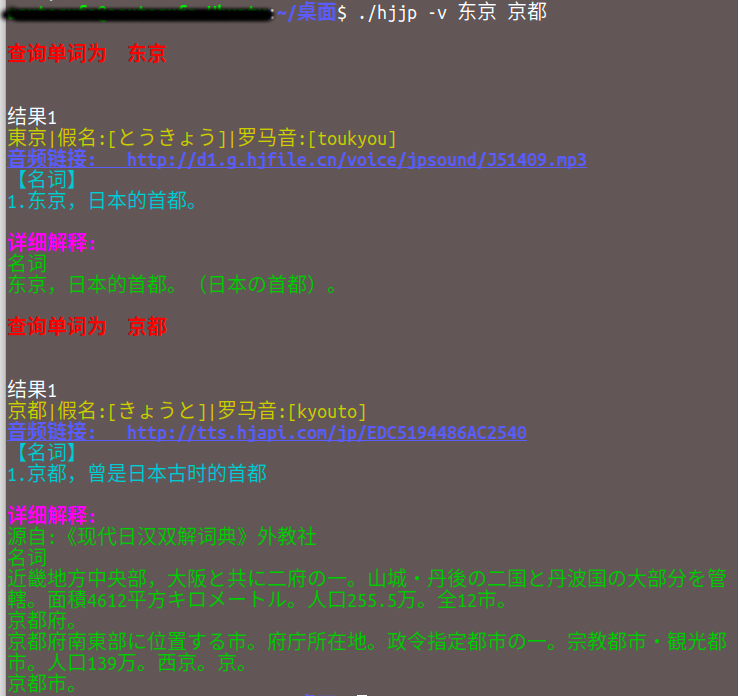 :~/桌面$ ./hjjp -v 东京 京都
查询单词为 东京
结果1
東京|假名:[とうきょう]|罗马音:[toukyou]
音频链接: http://d1.g.hjfile.cn/voice/jpsound/J51409.mp3
【名词】
1.东京，日本的首都。
详细解释:
名词
东京，日本的首都。（日本の首都）。
查询单词为 京都
结果1
京都|假名:[きょうと]|罗马音:[kyouto]
音频链接: http://tts.hjapi.com/jp/EDC5194486AC2540
【名词】
1.京都，曾是日本古时的首都
详细解释:
源自:《现代日汉双解词典》外教社
名词
近畿地方中央部，大阪と共に二府の一。山城・丹後の二国と丹波国の大部分を管
轄。面積4612平方キロメートル。人口255.5万。全12市。
京都府。
京都府南東部に位置する市。府庁所在地。政令指定都市の一。宗教都市・観光都
市。人口139万。西京。京。
京都市。